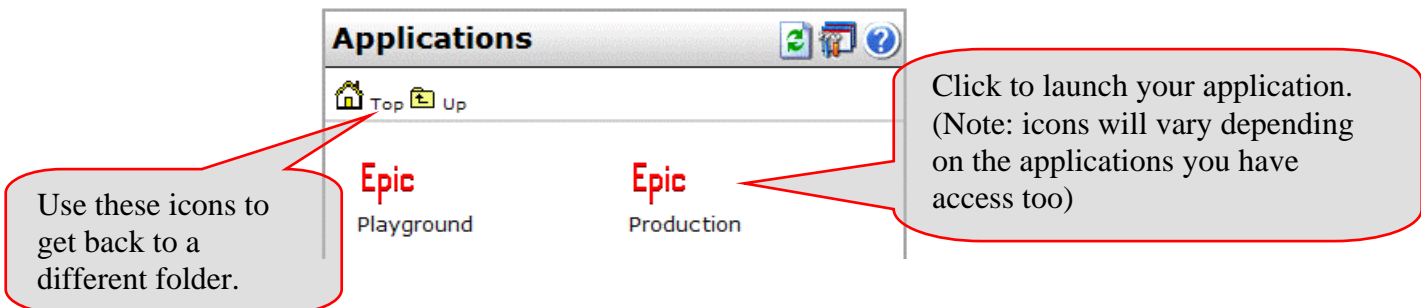 Applications
Top Up
Click to launch your application.
(Note: icons will vary depending
on the applications you have
access too)
Epic
Playground
Epic
Production
Use these icons to
get back to a
different folder.